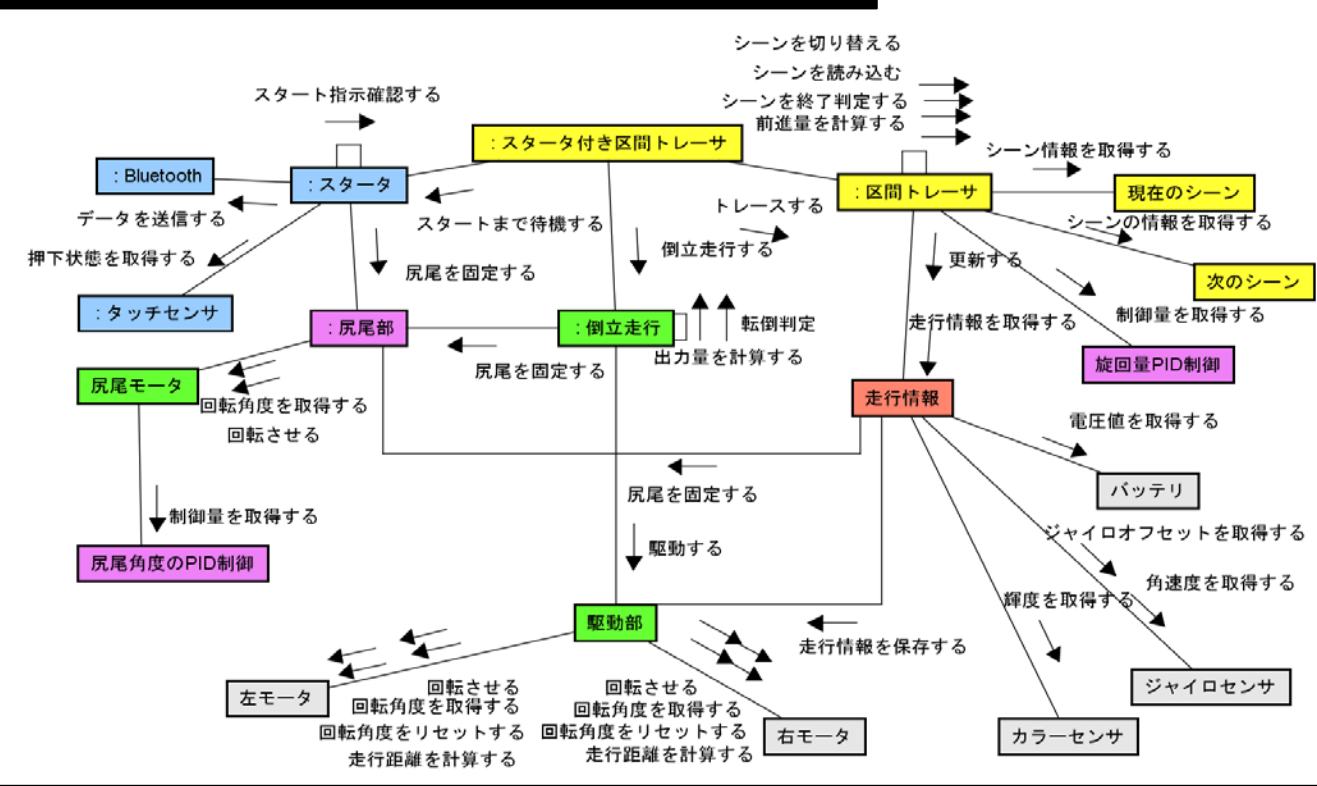 シーンを切り替える
シーンを読み込む
シーンを終了判定する
前進量を計算する
スタート指示確認する
: スタータ付き区間トレーサ
シーン情報を取得する
: Bluetooth
: スタータ
: 区間トレーサ
現在のシーン
データを送信する
スタートまで待機する
トレースする
シーンの情報を取得する
押下状態を取得する
尻尾を固定する
倒立走行する
更新する
次のシーン
: タッチセンサ
: 尻尾部
: 倒立走行
転倒判定
走行情報を取得する
制御量を取得する
尻尾を固定する
出力量を計算する
旋回量PID制御
尻尾モータ
回転角度を取得する
回転させる
走行情報
電圧値を取得する
尻尾を固定する
バッテリ
制御量を取得する
駆動する
ジャイロオフセットを取得する
尻尾角度のPID制御
角速度を取得する
輝度を取得する
駆動部
走行情報を保存する
左モータ
回転させる
回転角度を取得する
回転角度をリセットする
走行距離を計算する
回転させる
回転角度を取得する
回転角度をリセットする
走行距離を計算する
右モータ
ジャイロセンサ
カラーセンサ